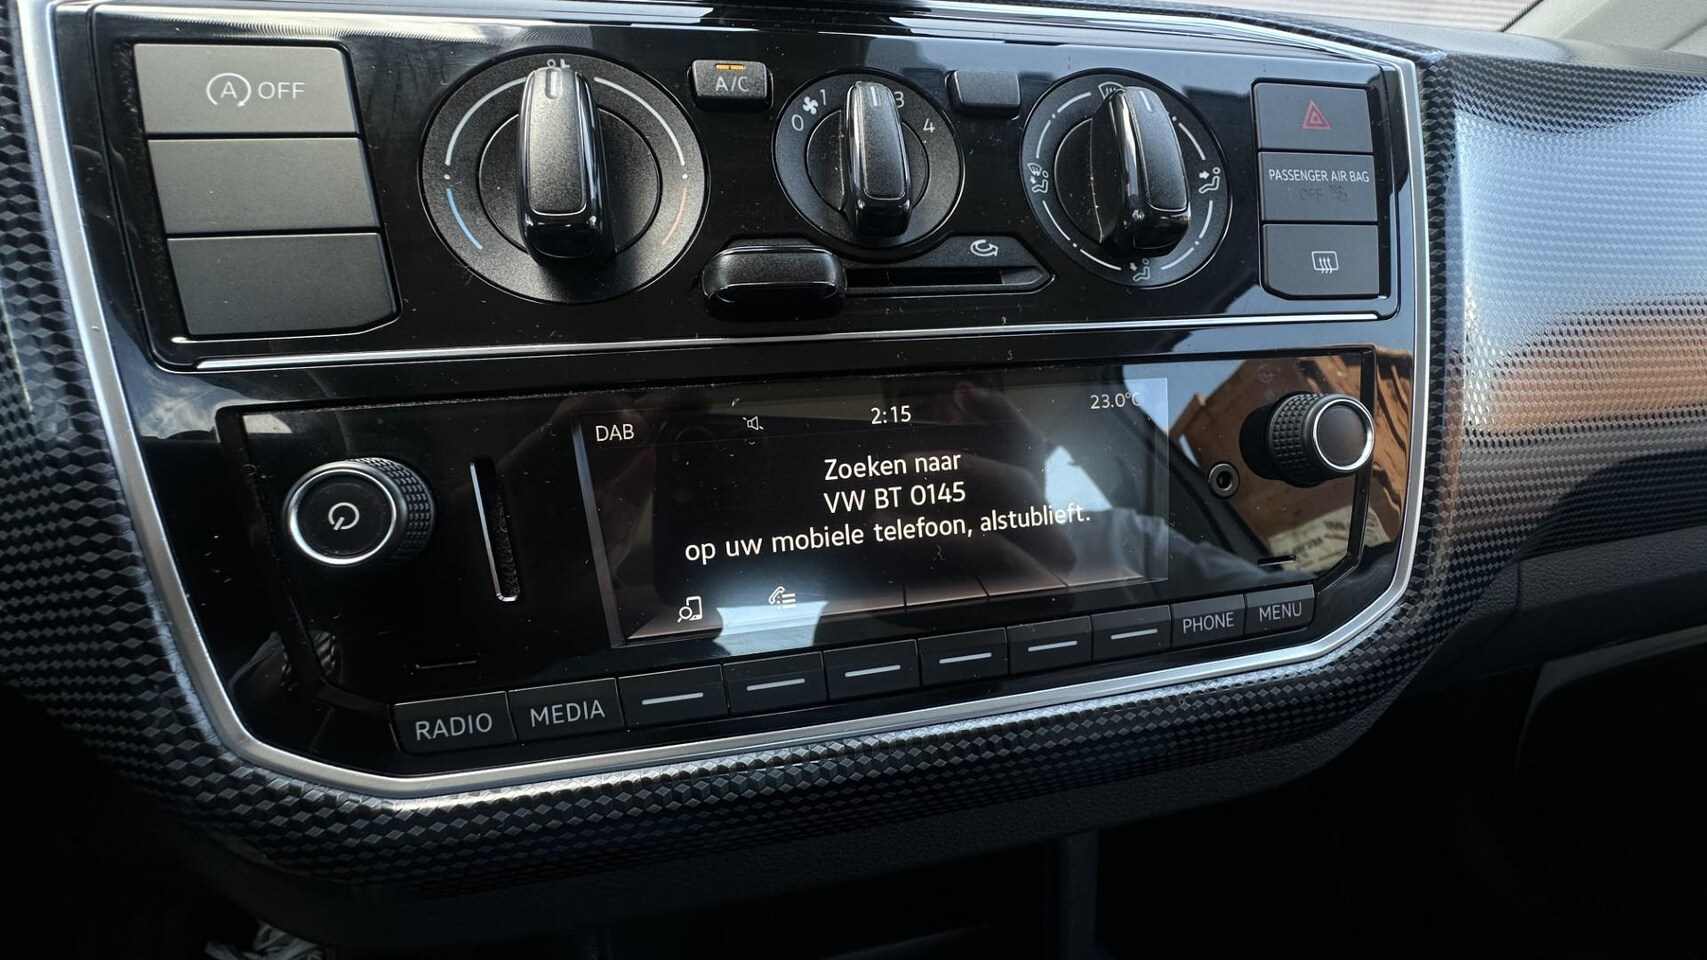 A OFF
A/C
0 1 3 4
PASSENGER AIR BAG
OFF
DAB
2:15
23.0°C
Zoeken naar
VW BT 0145
op uw mobiele telefoon, alstublieft.
RADIO
MEDIA
PHONE
MENU